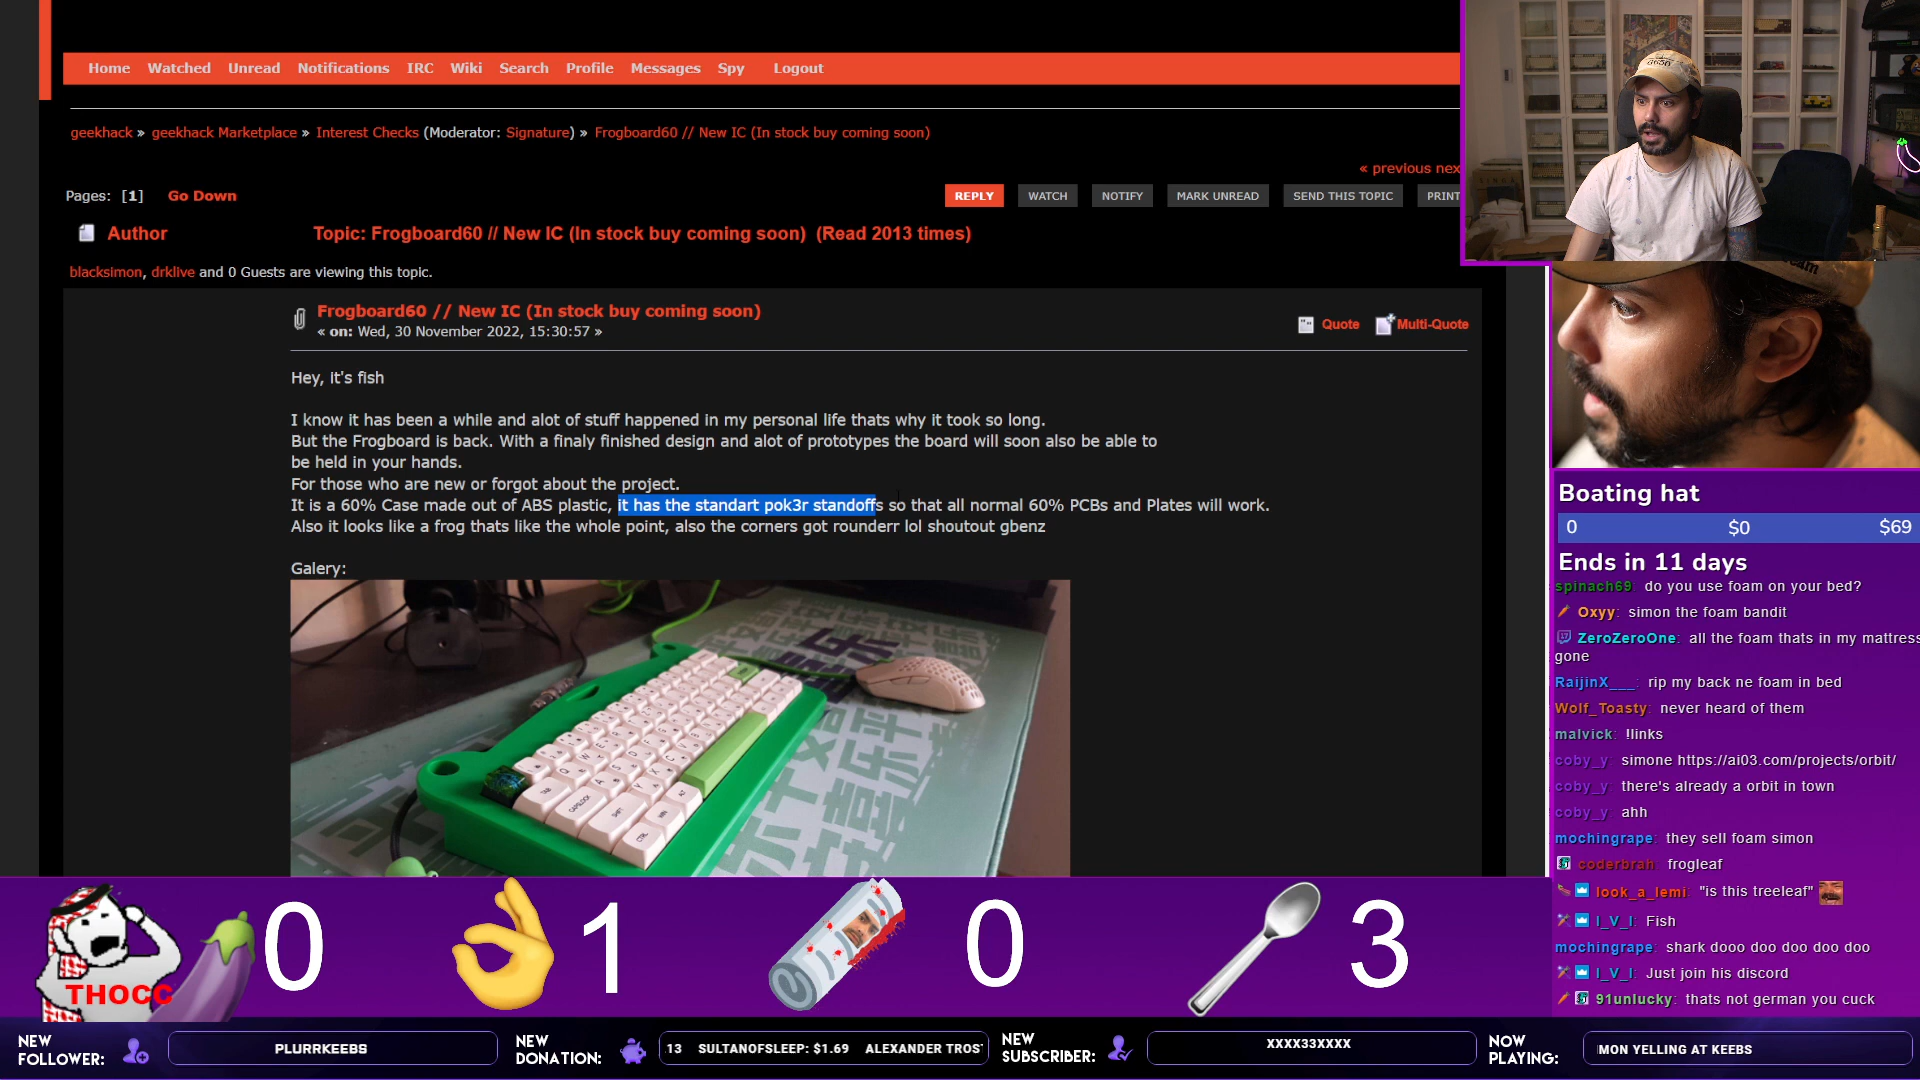 Home Watched Unread Notifications IRC Wiki Search Profile Messages Spy Logout
geekhack » geekhack Marketplace » Interest Checks (Moderator: Signature) » Frogboard60 // New IC (In stock buy coming soon)
« previous nex
Pages: [1] Go Down
REPLY WATCH NOTIFY MARK UNREAD SEND THIS TOPIC PRINT
Author Topic: Frogboard60 // New IC (In stock buy coming soon) (Read 2013 times)
blacksimon, drklive and 0 Guests are viewing this topic.
Frogboard60 // New IC (In stock buy coming soon)
« on: Wed, 30 November 2022, 15:30:57 »
Quote Multi-Quote
Hey, it's fish
I know it has been a while and alot of stuff happened in my personal life thats why it took so long.
But the Frogboard is back. With a finaly finished design and alot of prototypes the board will soon also be able to
be held in your hands.
For those who are new or forgot about the project.
It is a 60% Case made out of ABS plastic, it has the standart pok3r standoffs so that all normal 60% PCBs and Plates will work.
Also it looks like a frog thats like the whole point, also the corners got rounderr lol shoutout gbenz
Galery:
Boating hat
0 $0 $69
Ends in 11 days
spinach69: do you use foam on your bed?
Oxyy: simon the foam bandit
ZeroZeroOne: all the foam thats in my mattress
gone
RaijinX___: rip my back ne foam in bed
Wolf_Toasty: never heard of them
malvick: !links
coby_y: simone https://ai03.com/projects/orbit/
coby_y: there's already a orbit in town
coby_y: ahh
mochingrape: they sell foam simon
coderbrah: frogleaf
look_a_lemi: "is this treeleaf"
I_V_I: Fish
mochingrape: shark dooo doo doo doo doo
I_V_I: Just join his discord
91unlucky: thats not german you cuck
THOCC 0 1 0 3
NEW FOLLOWER: PLURRKEEBS
NEW DONATION: 13 SULTANOFSLEEP: $1.69 ALEXANDER TROS
NEW SUBSCRIBER: XXXX33XXXX
NOW PLAYING: MON YELLING AT KEEBS